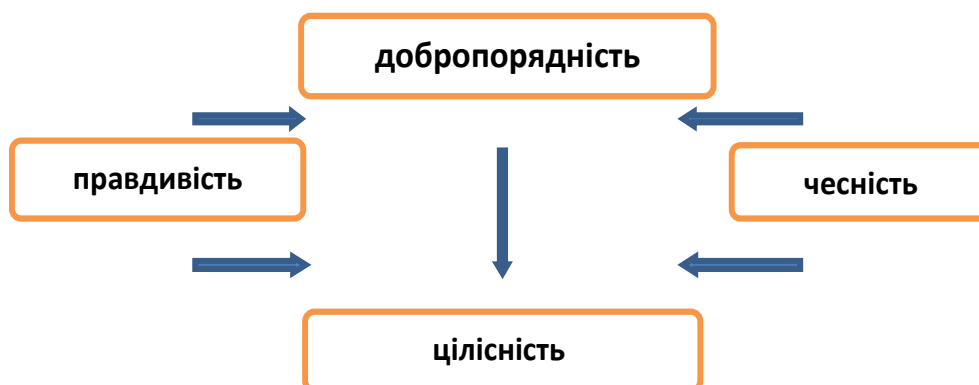 добропорядність
правдивість
чесність
цілісність